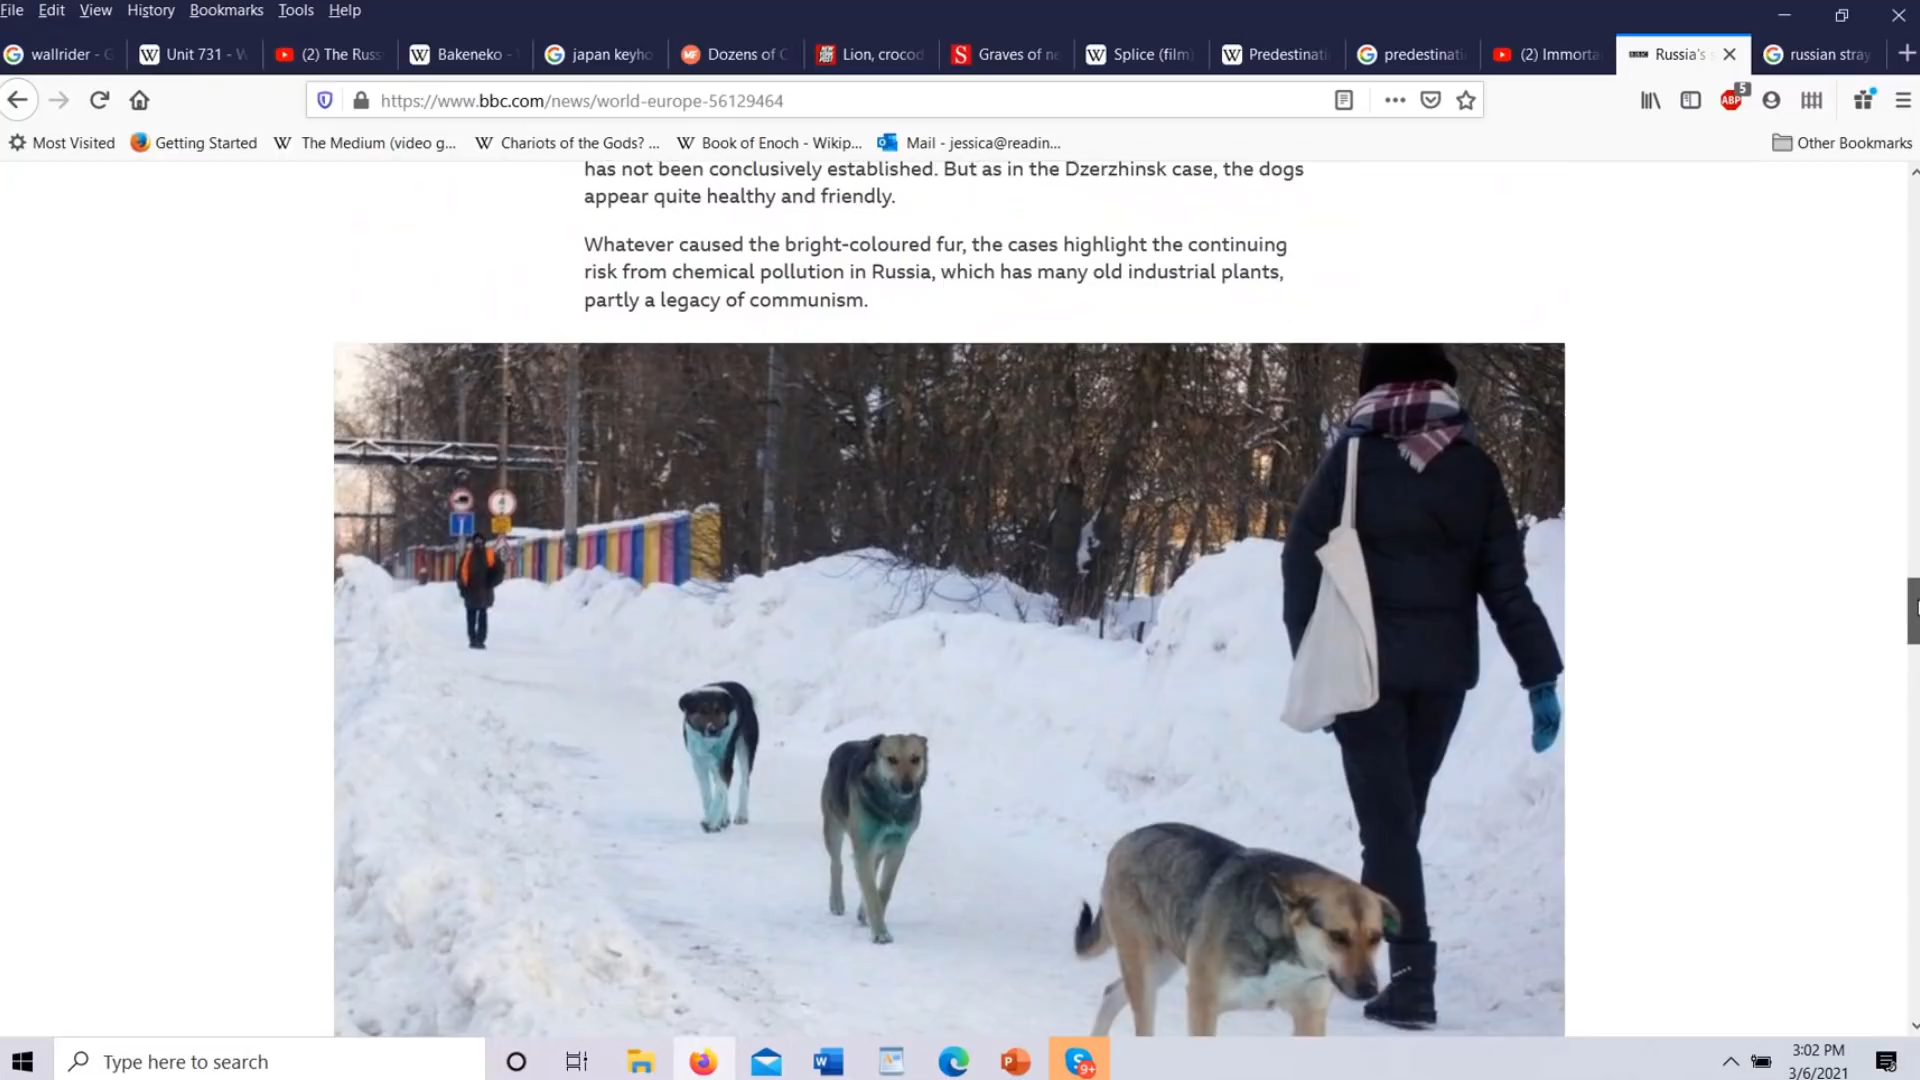 File Edit View History Bookmarks Tools Help
wallrider - G
Unit 731 - W
(2) The Russ
Bakeneko -
japan keyho
Dozens of C
Lion, crocod
Graves of ne
Splice (film)
Predestinati
predestinati
(2) Immorta
Russia's s
russian stray
https://www.bbc.com/news/world-europe-56129464
ABP
5
Most Visited
Getting Started
The Medium (video g...
Chariots of the Gods? ...
Book of Enoch - Wikip...
Mail - jessica@readin...
Other Bookmarks
has not been conclusively established. But as in the Dzerzhinsk case, the dogs
appear quite healthy and friendly.
Whatever caused the bright-coloured fur, the cases highlight the continuing
risk from chemical pollution in Russia, which has many old industrial plants,
partly a legacy of communism.
4
Type here to search
9+
3:02 PM
3/6/2021